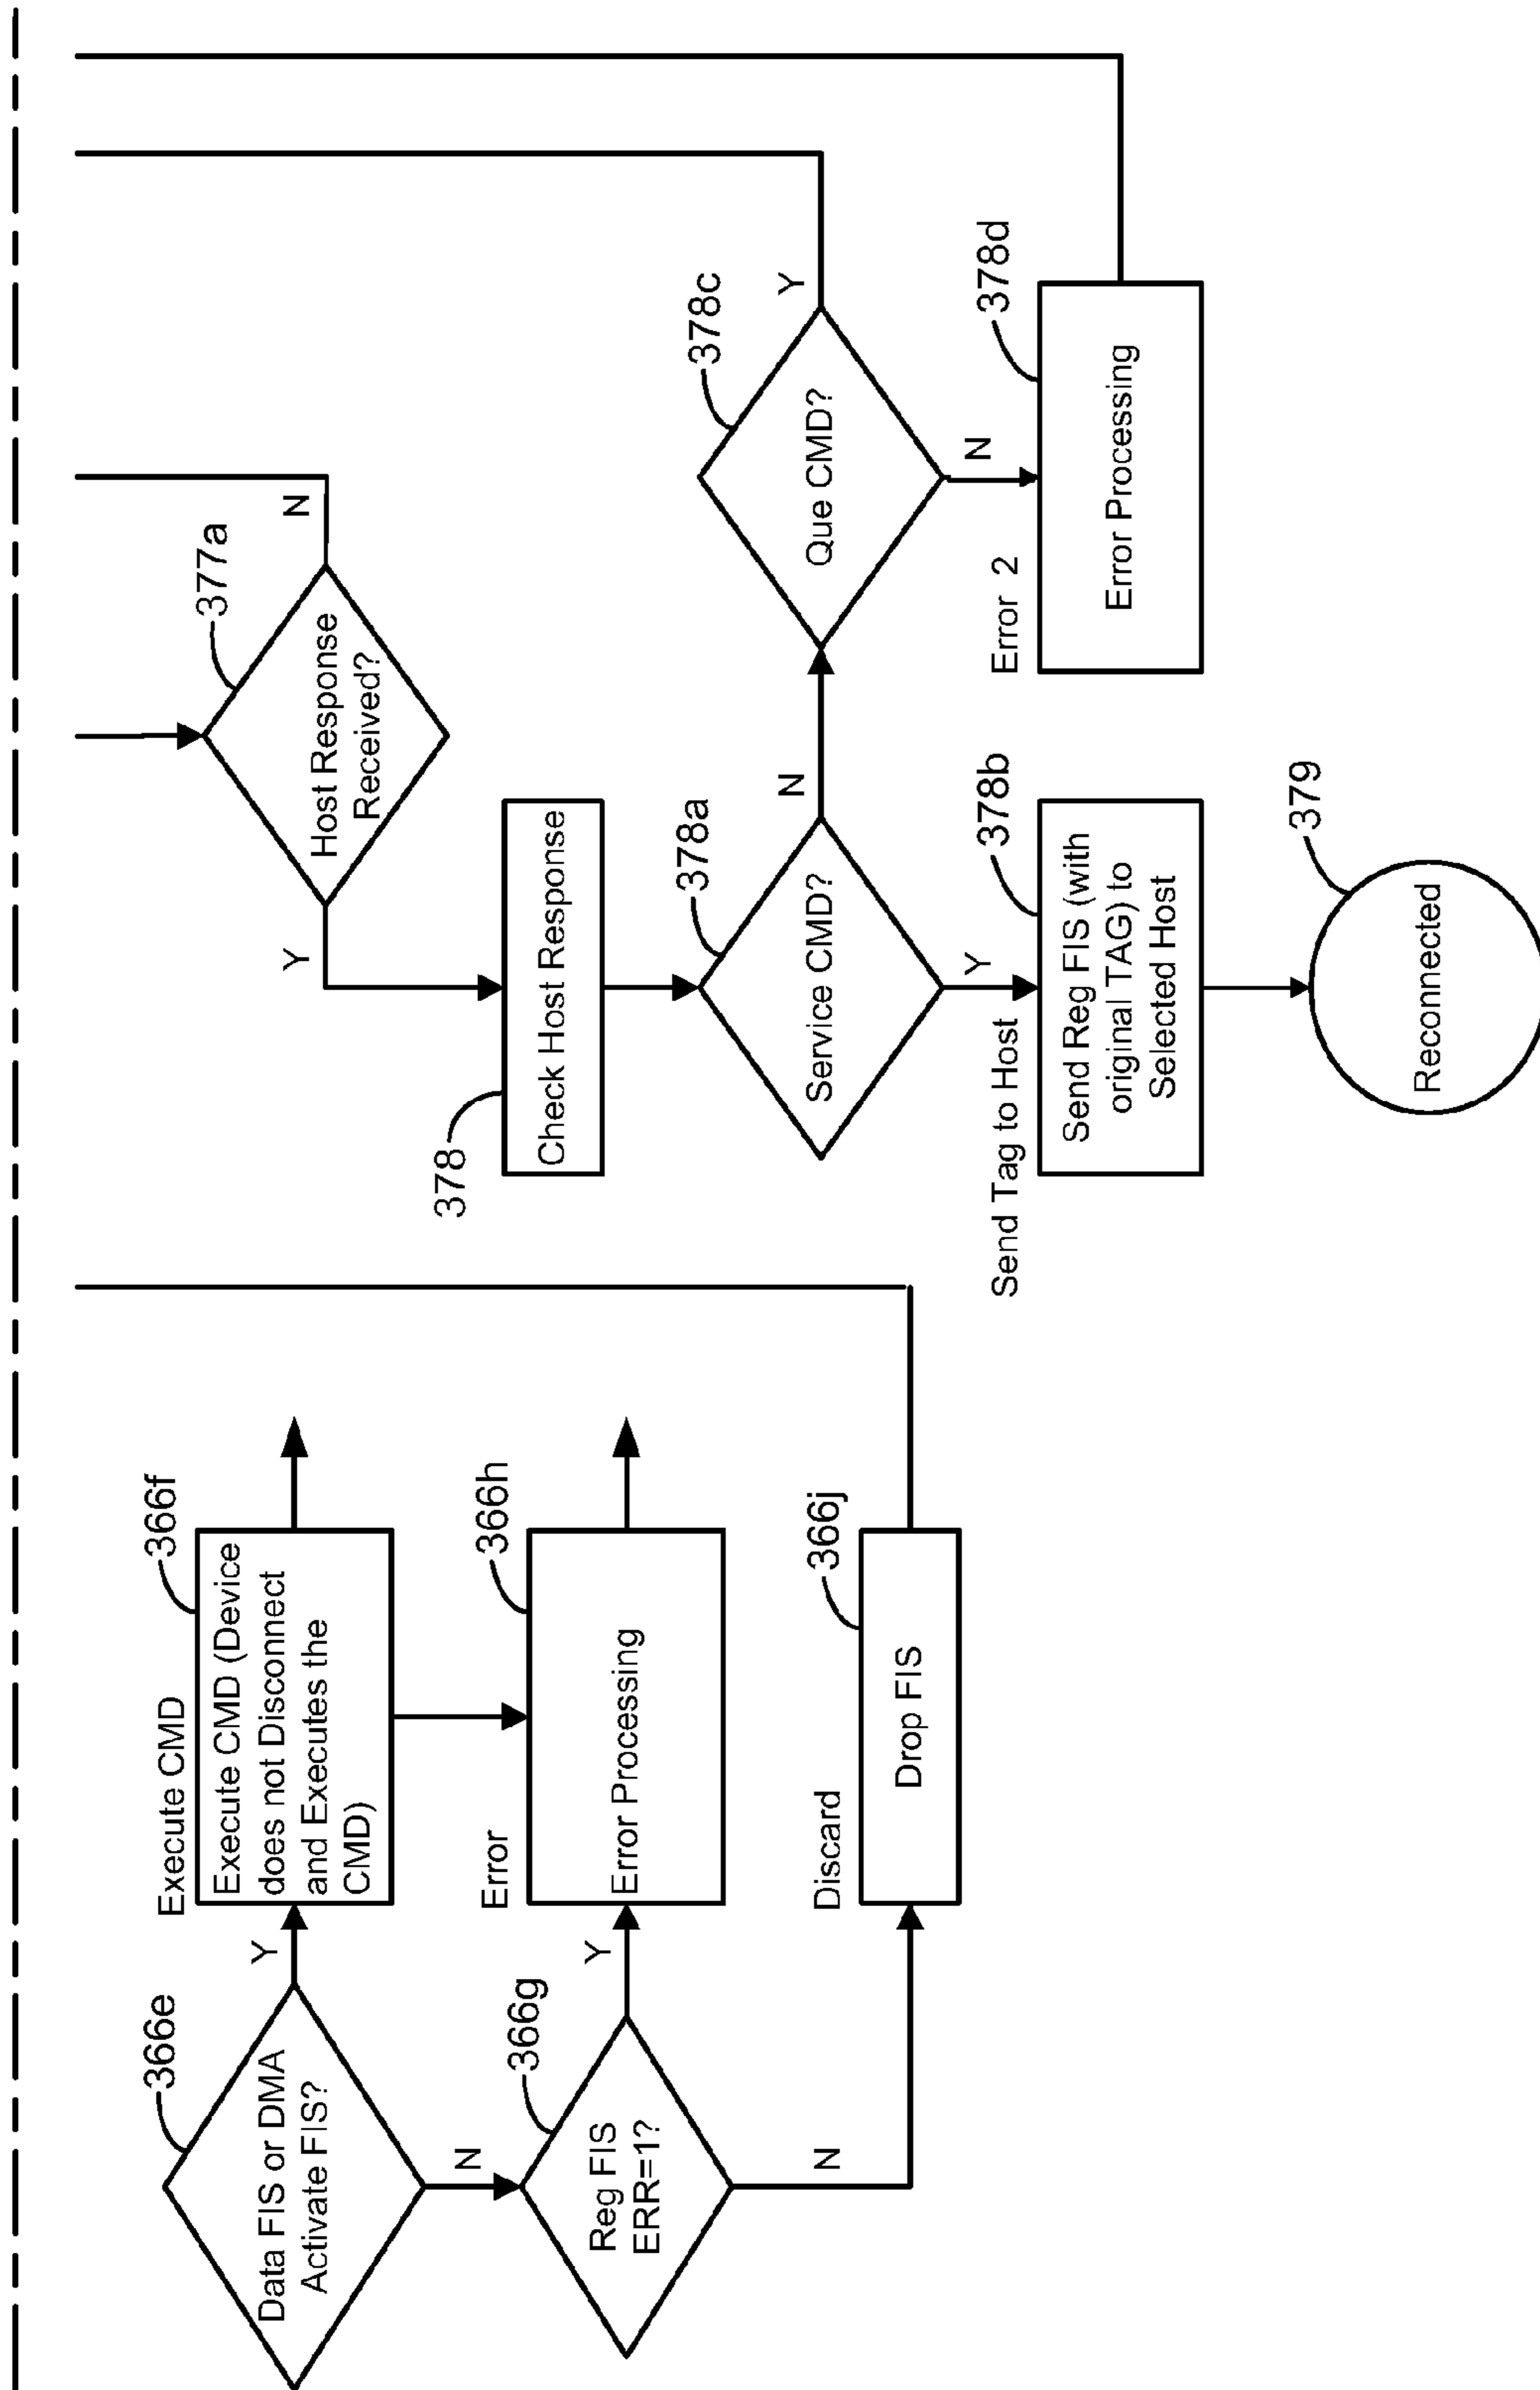 366e
Data FIS or DMA
Activate FIS?
Y
N
Execute CMD
366f
Execute CMD (Device
does not Disconnect
and Executes the
CMD)
366g
Reg FIS
ERR=1?
Y
N
Error
366h
Error Processing
Discard
366j
Drop FIS
377a
Host Response
Received?
Y
N
378
Check Host Response
378a
Service CMD?
N
Y
378c
Que CMD?
Y
N
Send Tag to Host
378b
Send Reg FIS (with
original TAG) to
Selected Host
Error 2
378d
Error Processing
379
Reconnected